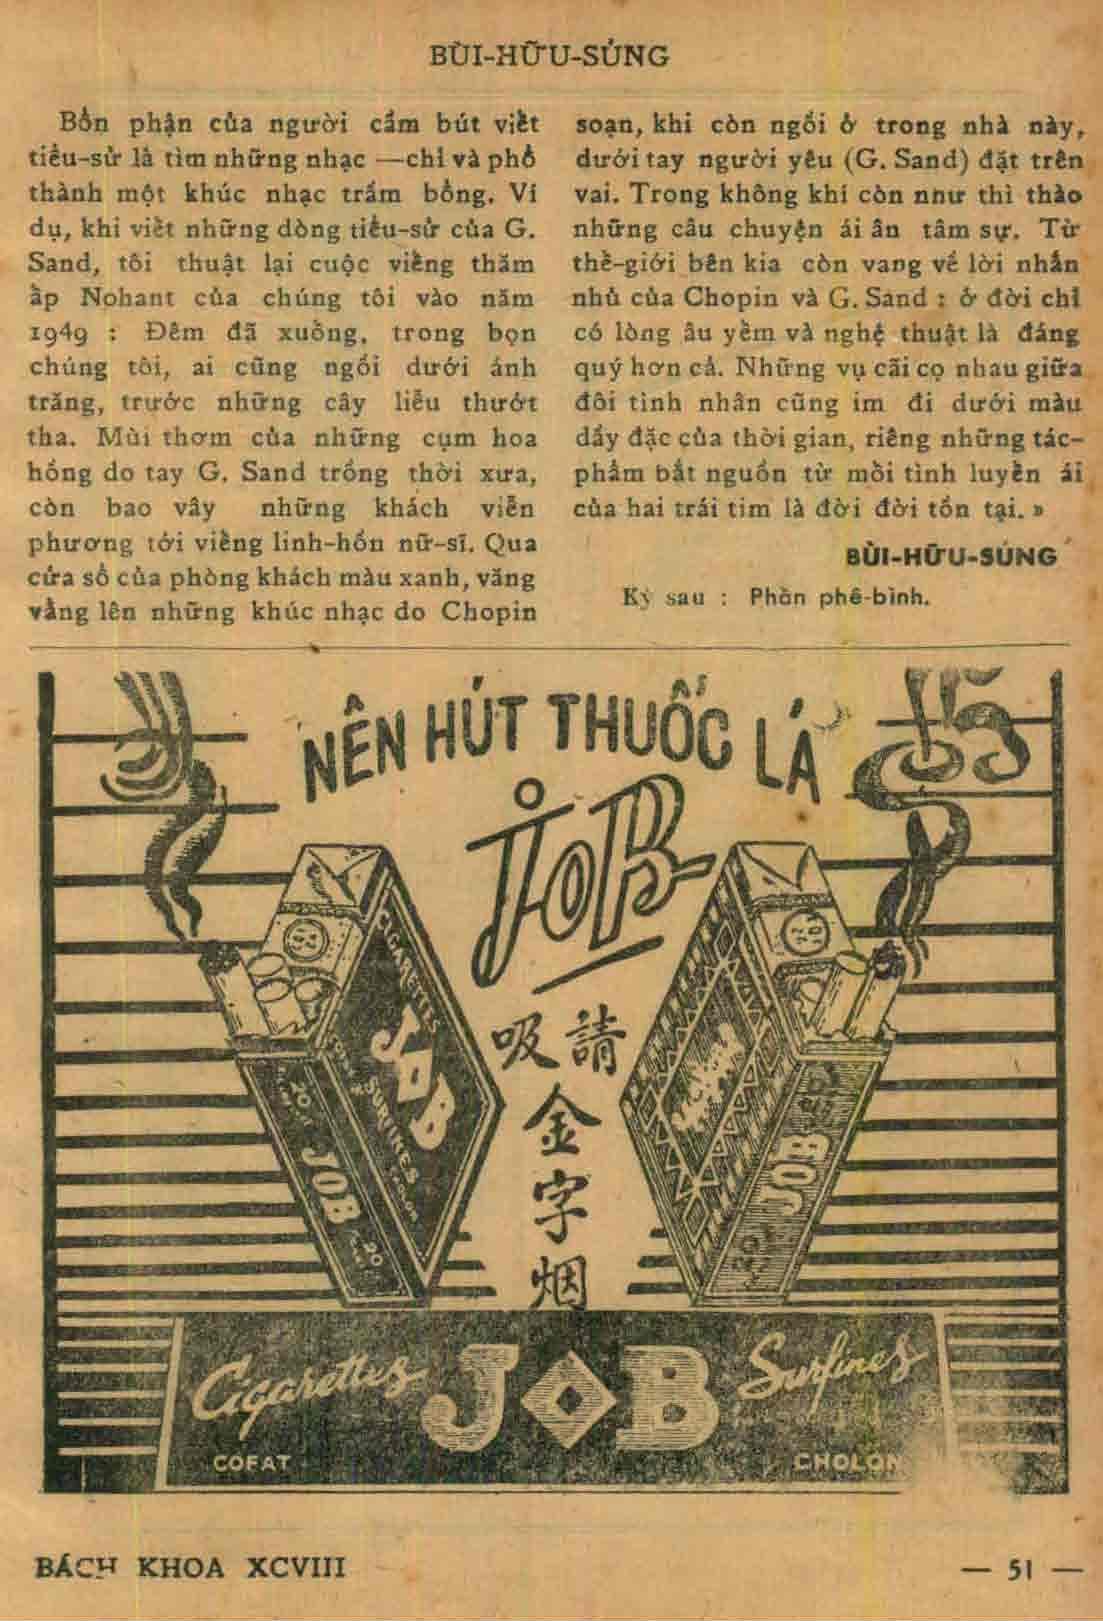 BÙI-HỮU-SỦNG
Bổn phận của người cầm bút viết
tiểu-sử là tìm những nhạc —chỉ và phổ
thành một khúc nhạc trầm bổng. Ví
dụ, khi viết những dòng tiểu-sử của G.
Sand, tôi thuật lại cuộc viếng thăm
ấp Nohant của chúng tôi vào năm
1949 : Đêm đã xuống, trong bọn
chúng tôi, ai cũng ngồi dưới ánh
trăng, trước những cây liễu thướt
tha. Mùi thơm của những cụm hoa
hồng do tay G. Sand trồng thời xưa,
còn bao vây những khách viễn
phương tới viếng linh-hồn nữ-sĩ. Qua
cửa sổ của phòng khách màu xanh, văng
vẳng lên những khúc nhạc do Chopin
soạn, khi còn ngồi ở trong nhà này,
dưới tay người yêu (G. Sand) đặt trên
vai. Trong không khí còn như thì thào
những câu chuyện ái ân tâm sự. Từ
thế-giới bên kia còn vang về lời nhắn
nhủ của Chopin và G. Sand : ở đời chỉ
có lòng âu yếm và nghệ thuật là đáng
quý hơn cả. Những vụ cãi cọ nhau giữa
đôi tình nhân cũng im đi dưới màu
dầy đặc của thời gian, riêng những tác-
phẩm bắt nguồn từ mối tình luyến ái
của hai trái tim là đời đời tồn tại. »
BÙI-HỮU-SỦNG
Kỳ sau : Phần phê-bình.
NÊN HÚT THUỐC LÁ
JOB
請
吸
金
字
烟
CIGARETTES
JOB
SURFINES
20
JOB
20
JOB
Cigarettes JOB Surfines
COFAT CHOLON
BÁCH KHOA XCVIII
— 51 —